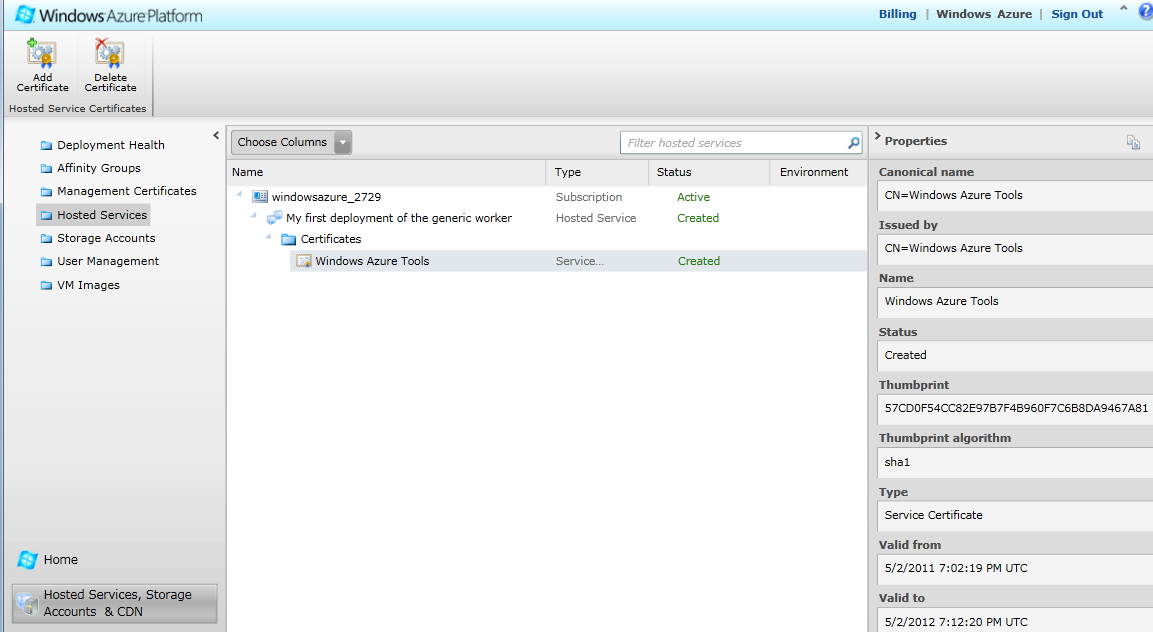 Windows Azure Platform
Billing | Windows Azure | Sign Out
Add
Certificate
Delete
Certificate
Hosted Service Certificates
Deployment Health
Affinity Groups
Management Certificates
Hosted Services
Storage Accounts
User Management
VM Images
Home
Hosted Services, Storage
Accounts & CDN
Choose Columns
Filter hosted services
Name Type Status Environment
windowsazure_2729 Subscription Active
My first deployment of the generic worker Hosted Service Created
Certificates
Windows Azure Tools Service... Created
Properties
Canonical name
CN=Windows Azure Tools
Issued by
CN=Windows Azure Tools
Name
Windows Azure Tools
Status
Created
Thumbprint
57CD0F54CC82E97B7F4B960F7C6B8DA9467A81
Thumbprint algorithm
sha1
Type
Service Certificate
Valid from
5/2/2011 7:02:19 PM UTC
Valid to
5/2/2012 7:12:20 PM UTC